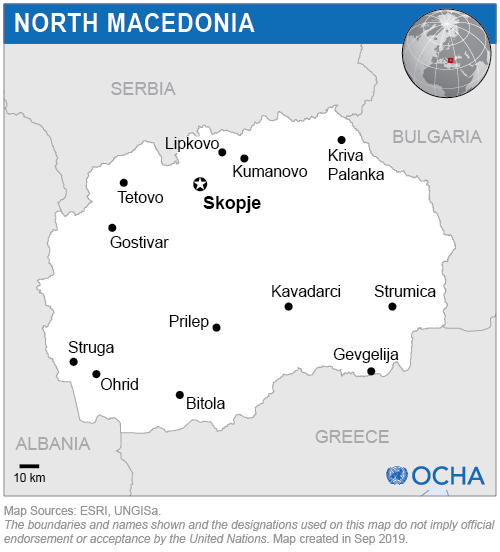 NORTH MACEDONIA
SERBIA
BULGARIA
Lipkovo
Kumanovo
Kriva
Palanka
Tetovo
Skopje
Gostivar
Kavadarci
Strumica
Prilep
Struga
Gevgelija
Ohrid
Bitola
ALBANIA
GREECE
10 km
OCHA
Map Sources: ESRI, UNGISa.
The boundaries and names shown and the designations used on this map do not imply official
endorsement or acceptance by the United Nations. Map created in Sep 2019.